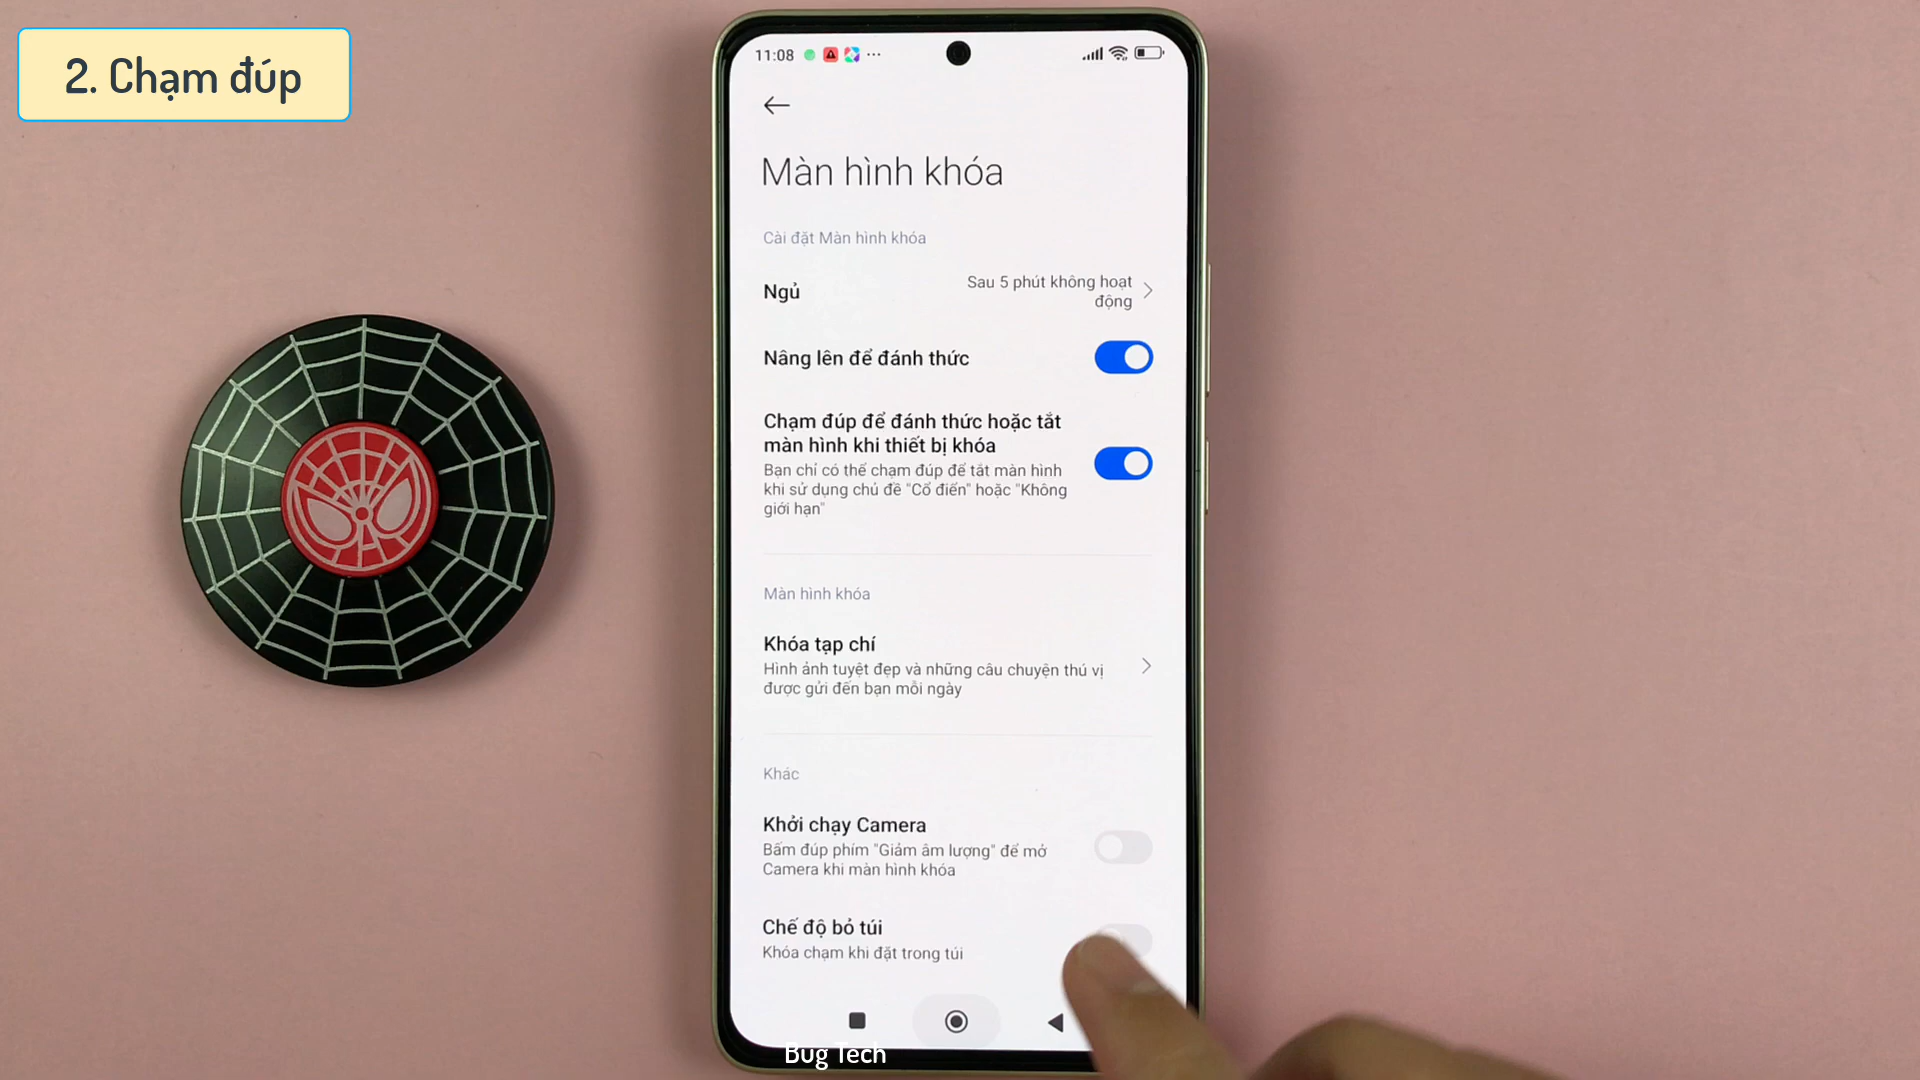 2. Chạm đúp
11:08
Màn hình khóa
Cài đặt Màn hình khóa
Ngủ
Sau 5 phút không hoạt
động
Nâng lên để đánh thức
Chạm đúp để đánh thức hoặc tắt
màn hình khi thiết bị khóa
Bạn chỉ có thể chạm đúp để tắt màn hình
khi sử dụng chủ đề "Cổ điển" hoặc "Không
giới hạn"
Màn hình khóa
Khóa tạp chí
Hình ảnh tuyệt đẹp và những câu chuyện thú vị
được gửi đến bạn mỗi ngày
Khác
Khởi chạy Camera
Bấm đúp phím "Giảm âm lượng" để mở
Camera khi màn hình khóa
Chế độ bỏ túi
Khóa chạm khi đặt trong túi
Bug Tech